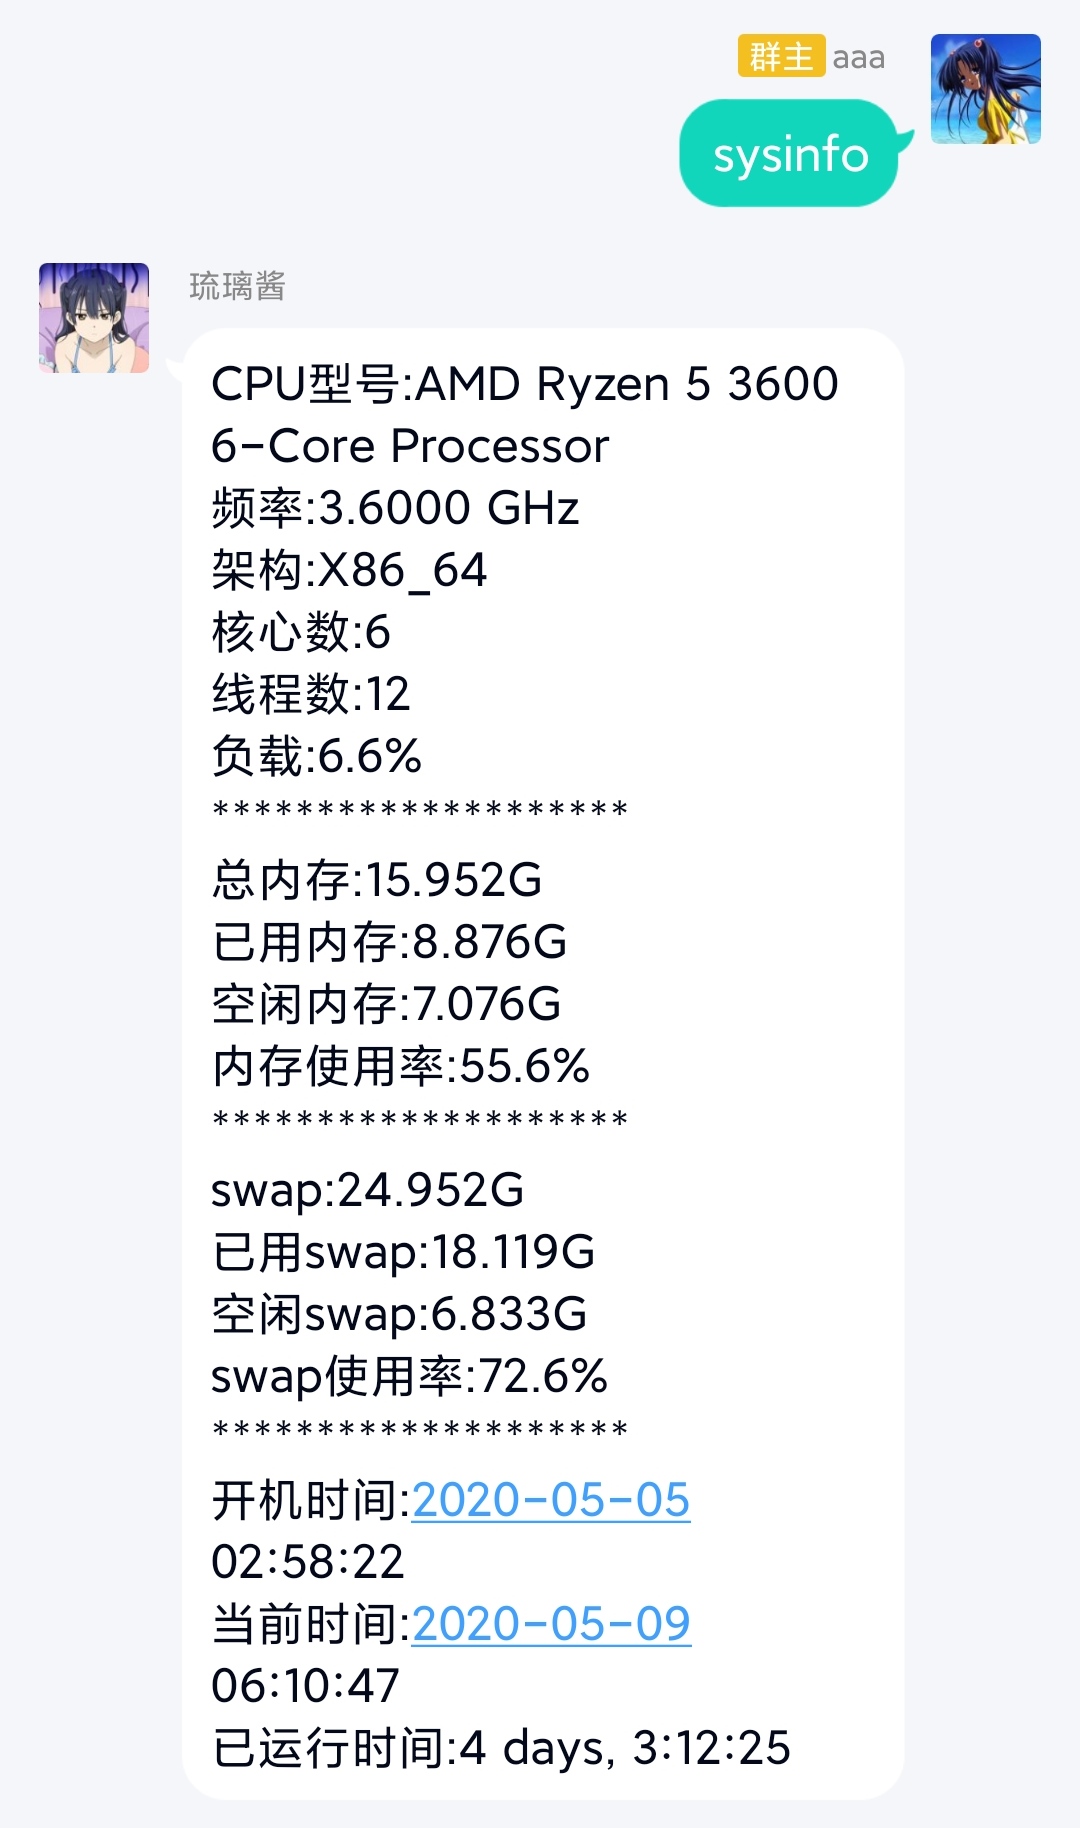 群主 aaa
sysinfo
琉璃酱
CPU型号:AMD Ryzen 5 3600
6-Core Processor
频率:3.6000 GHz
架构:X86_64
核心数:6
线程数:12
负载:6.6%
********************
总内存:15.952G
已用内存:8.876G
空闲内存:7.076G
内存使用率:55.6%
********************
swap:24.952G
已用swap:18.119G
空闲swap:6.833G
swap使用率:72.6%
********************
开机时间:2020-05-05
02:58:22
当前时间:2020-05-09
06:10:47
已运行时间:4 days, 3:12:25